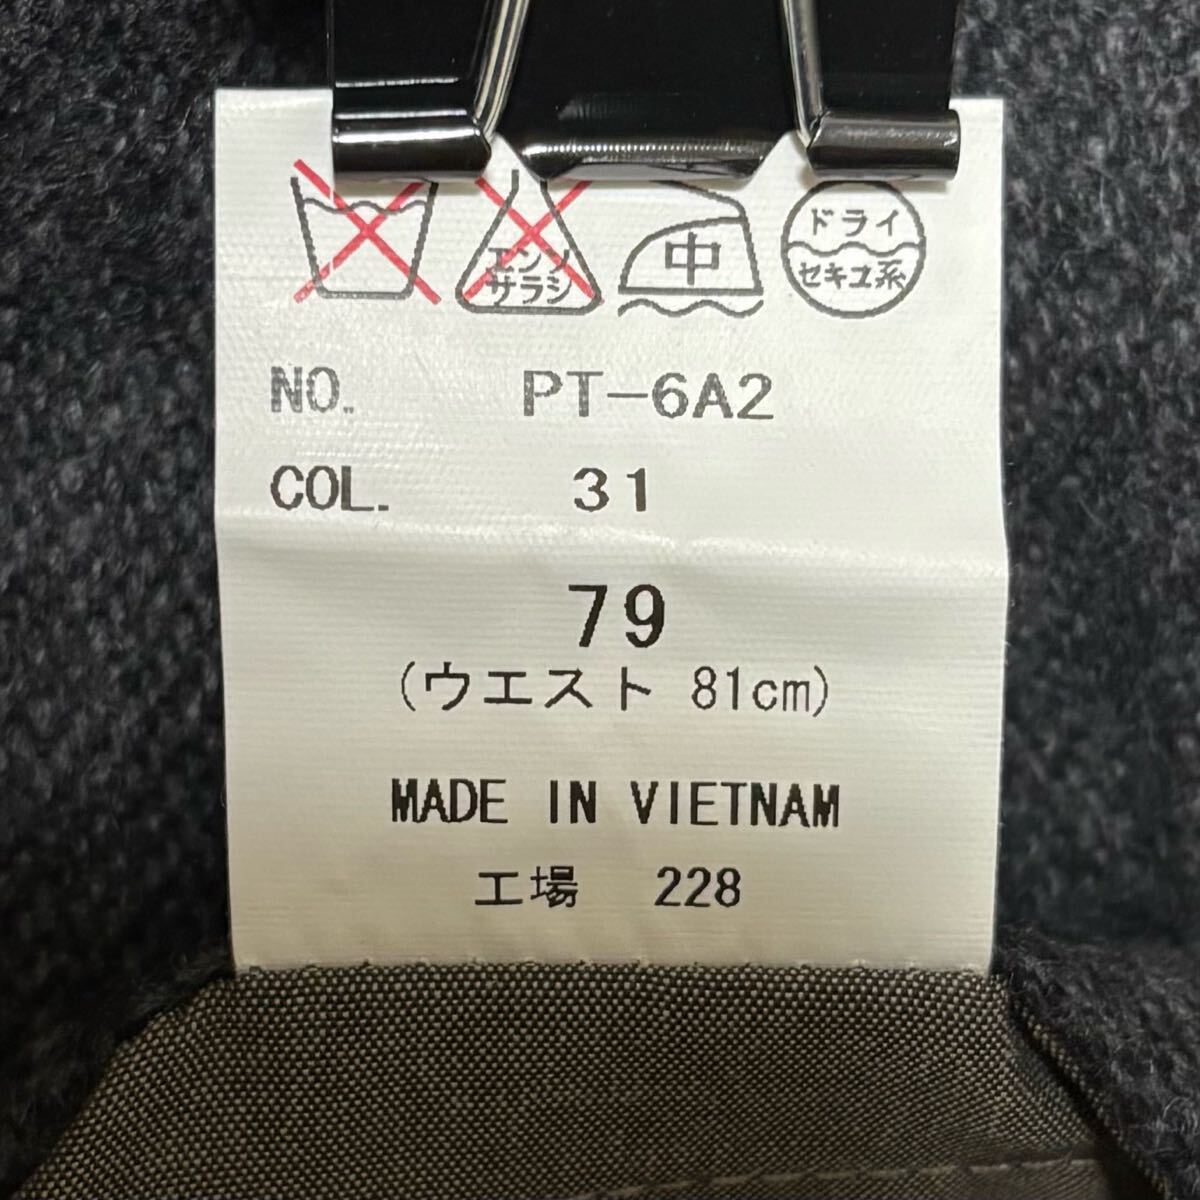 エンソ サラシ
中
ドライ
セキユ系
NO. PT-6A2
COL. 31
79
(ウエスト 81cm)
MADE IN VIETNAM
工場 228